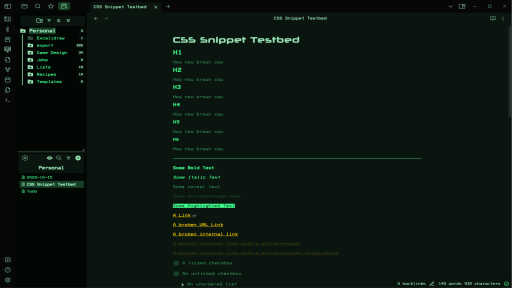 CSS Snippet Testbed
CSS Snippet Testbed
Personal
Excalidraw
export
Game Design
Jobs
Lists
Recipes
Templates
CSS Snippet Testbed
H1
How now brown cow
H2
How now brown cow
H3
How now brown cow
H4
How now brown cow
H5
How now brown cow
H6
How now brown cow
Some Bold Text
Some Italic Text
Some normal text
Some highlighted Text
A Link
A broken URL Link
A broken internal link
A ticked checkbox
An unticked checkbox
An unordered list
Personal
2023-10-15
CSS Snippet Testbed
Todo
0 backlinks
143 words 932 characters